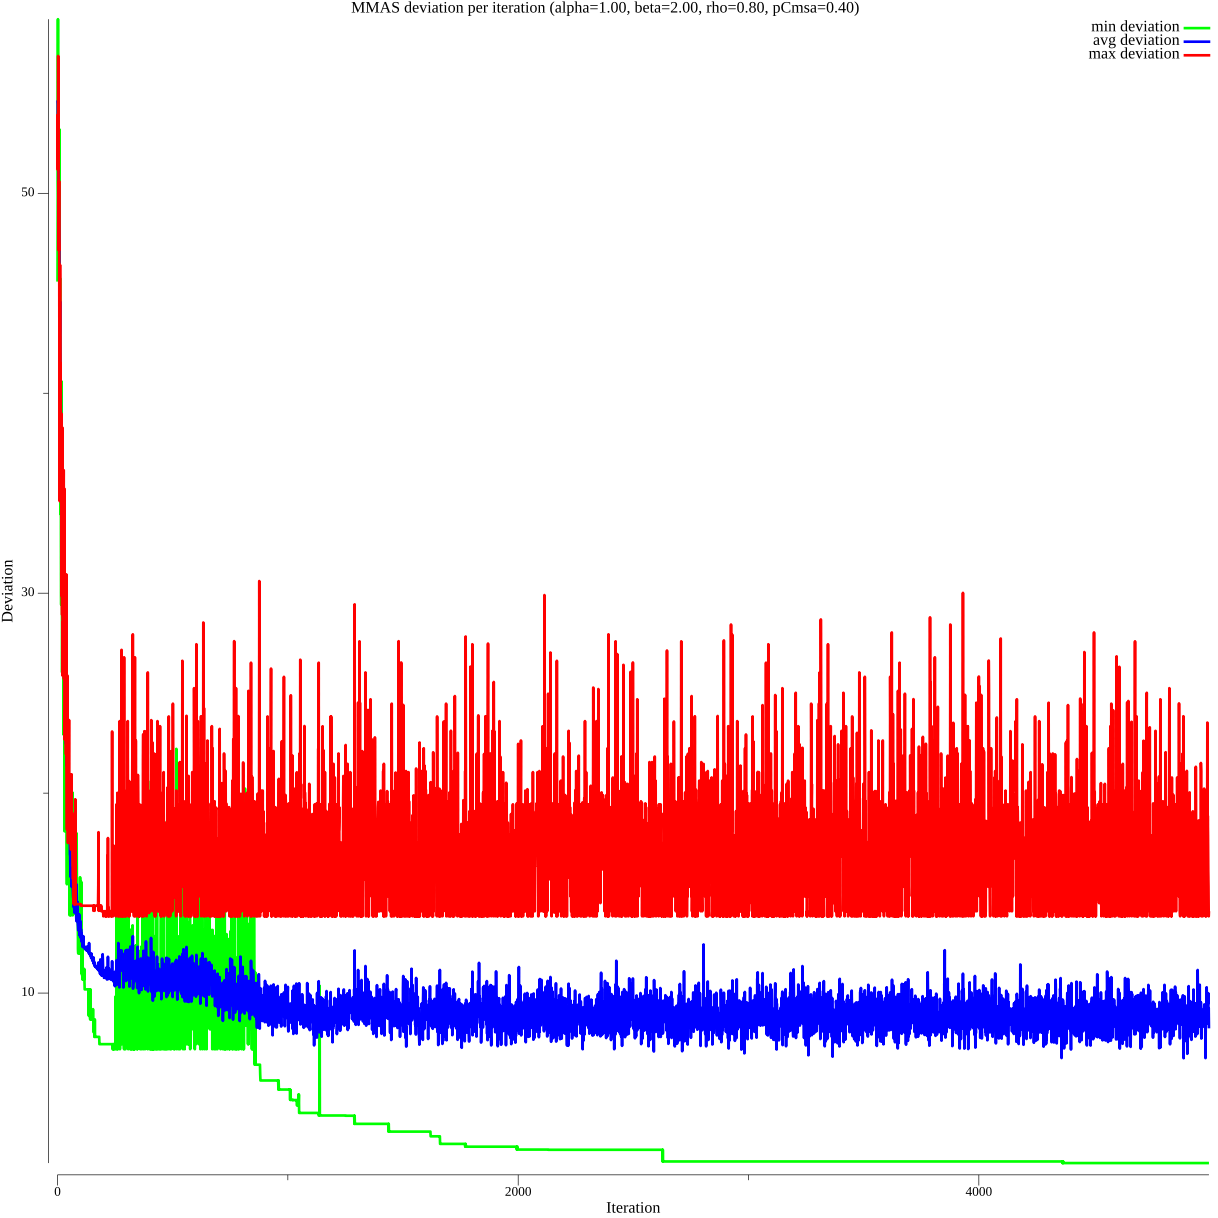 MMAS deviation per iteration (alpha=1.00, beta=2.00, rho=0.80, pCmsa=0.40)
min deviation
avg deviation
max deviation
50
30
10
Deviation
0
2000
4000
Iteration